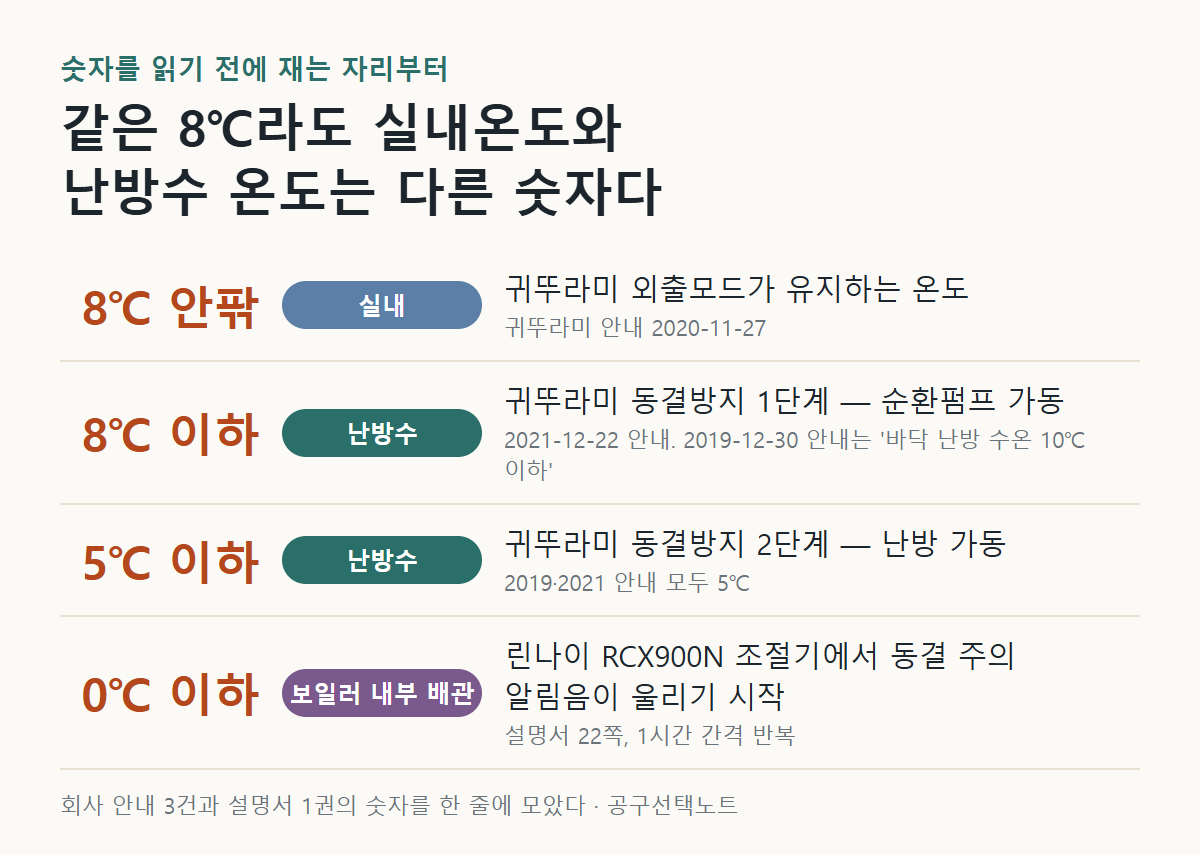 숫자를 읽기 전에 재는 자리부터
같은 8℃라도 실내온도와
난방수 온도는 다른 숫자다
8℃ 안팎
실내
귀뚜라미 외출모드가 유지하는 온도
귀뚜라미 안내 2020-11-27
8℃ 이하
난방수
귀뚜라미 동결방지 1단계 — 순환펌프 가동
2021-12-22 안내. 2019-12-30 안내는 '바닥 난방 수온 10℃
이하'
5℃ 이하
난방수
귀뚜라미 동결방지 2단계 — 난방 가동
2019·2021 안내 모두 5℃
0℃ 이하
보일러 내부 배관
린나이 RCX900N 조절기에서 동결 주의
알림음이 울리기 시작
설명서 22쪽, 1시간 간격 반복
회사 안내 3건과 설명서 1권의 숫자를 한 줄에 모았다 · 공구선택노트